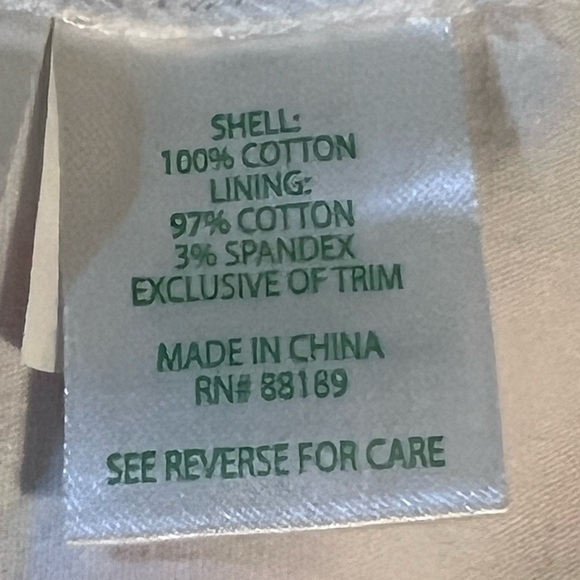 SHELL:
100% COTTON
LINING:
97% COTTON
3% SPANDEX
EXCLUSIVE OF TRIM
MADE IN CHINA
RN# 88169
SEE REVERSE FOR CARE